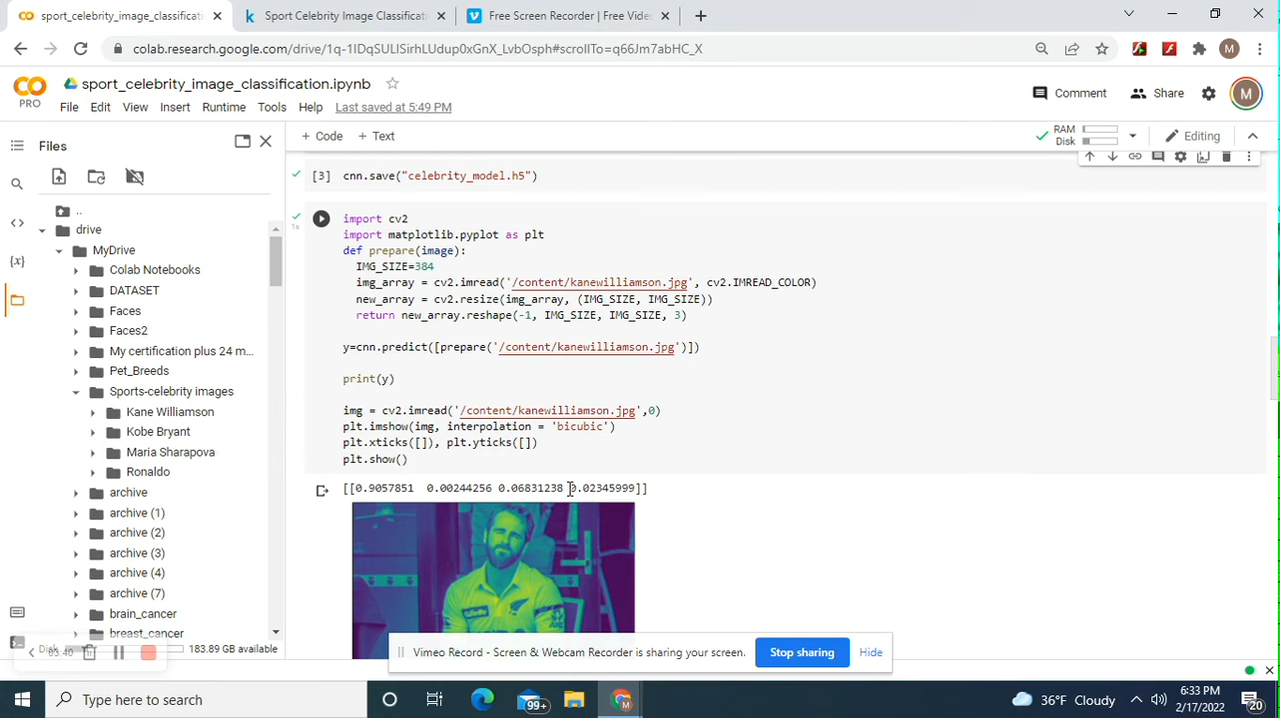 sport_celebrity_image_classificati
Sport Celebrity Image Classificat
Free Screen Recorder | Free Vide
colab.research.google.com/drive/1q-1IDqSULISirhLUdup0xGnX_LvbOsph#scrollTo=q66Jm7abHC_X
M
sport_celebrity_image_classification.ipynb
PRO
File Edit View Insert Runtime Tools Help Last saved at 5:49 PM
Comment Share M
Files
+ Code + Text
RAM
Disk
Editing
[3] cnn.save("celebrity_model.h5")
1s
import cv2
import matplotlib.pyplot as plt
def prepare(image):
IMG_SIZE=384
img_array = cv2.imread('/content/kanewilliamson.jpg', cv2.IMREAD_COLOR)
new_array = cv2.resize(img_array, (IMG_SIZE, IMG_SIZE))
return new_array.reshape(-1, IMG_SIZE, IMG_SIZE, 3)
y=cnn.predict([prepare('/content/kanewilliamson.jpg')])
print(y)
img = cv2.imread('/content/kanewilliamson.jpg',0)
plt.imshow(img, interpolation = 'bicubic')
plt.xticks([]), plt.yticks([])
plt.show()
[[0.9057851 0.00244256 0.06831238 0.02345999]]
..
drive
MyDrive
Colab Notebooks
DATASET
Faces
Faces2
My certification plus 24 m...
Pet_Breeds
Sports-celebrity images
Kane Williamson
Kobe Bryant
Maria Sharapova
Ronaldo
archive
archive (1)
archive (2)
archive (3)
archive (4)
archive (7)
brain_cancer
breast_cancer
Disk 183.89 GB available
Vimeo Record - Screen & Webcam Recorder is sharing your screen.
Stop sharing
Hide
Type here to search
99+
36°F Cloudy
6:33 PM
2/17/2022
20